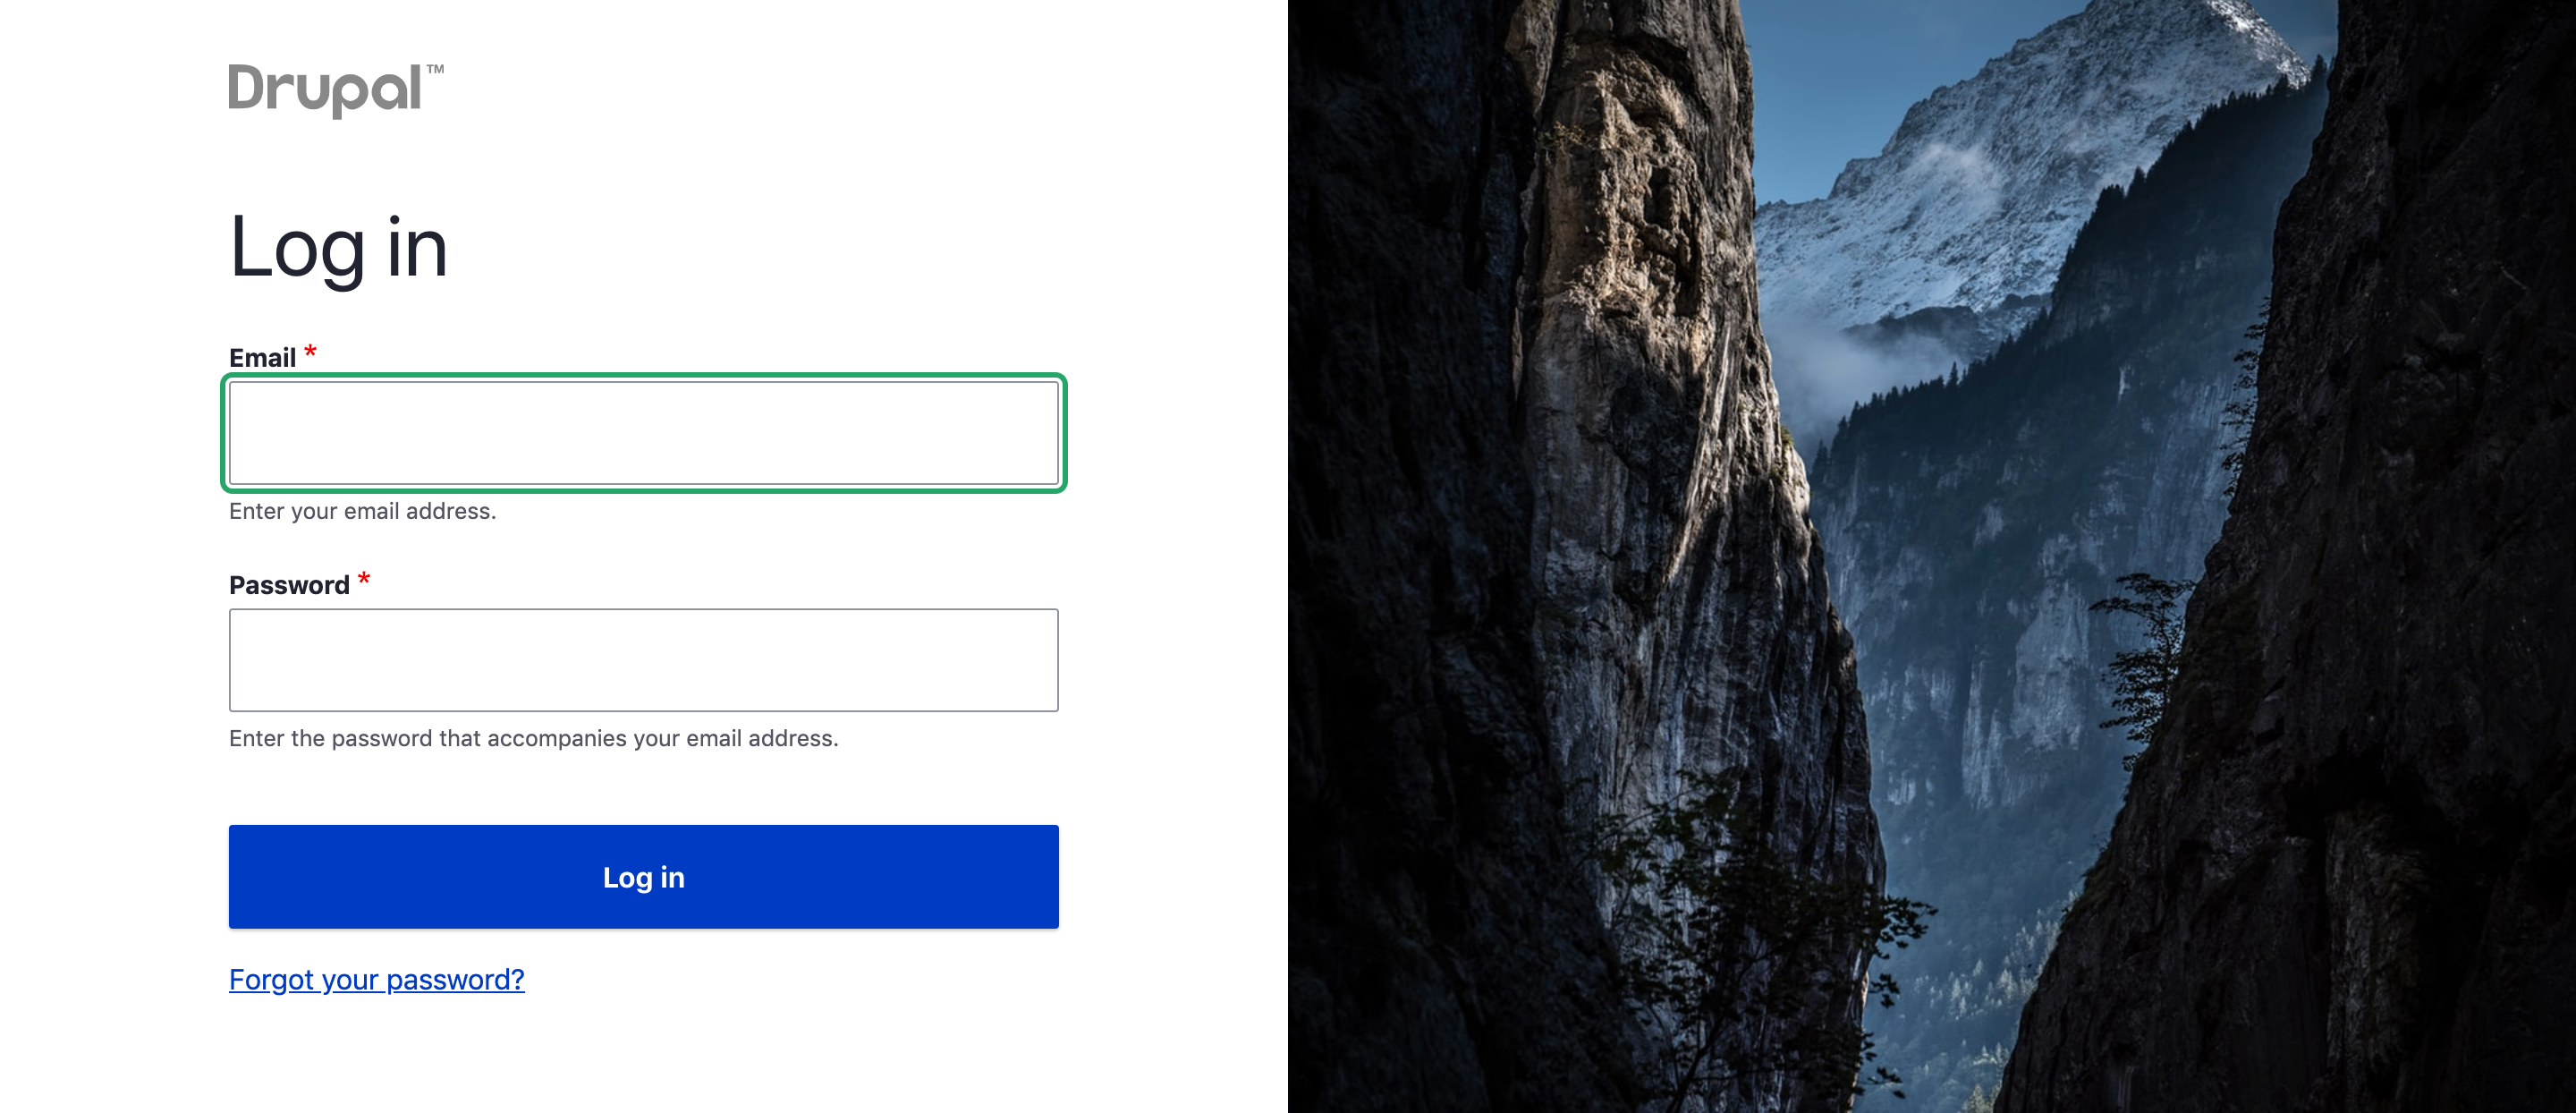 Drupal™
Log in
Email *
Enter your email address.
Password *
Enter the password that accompanies your email address.
Log in
Forgot your password?